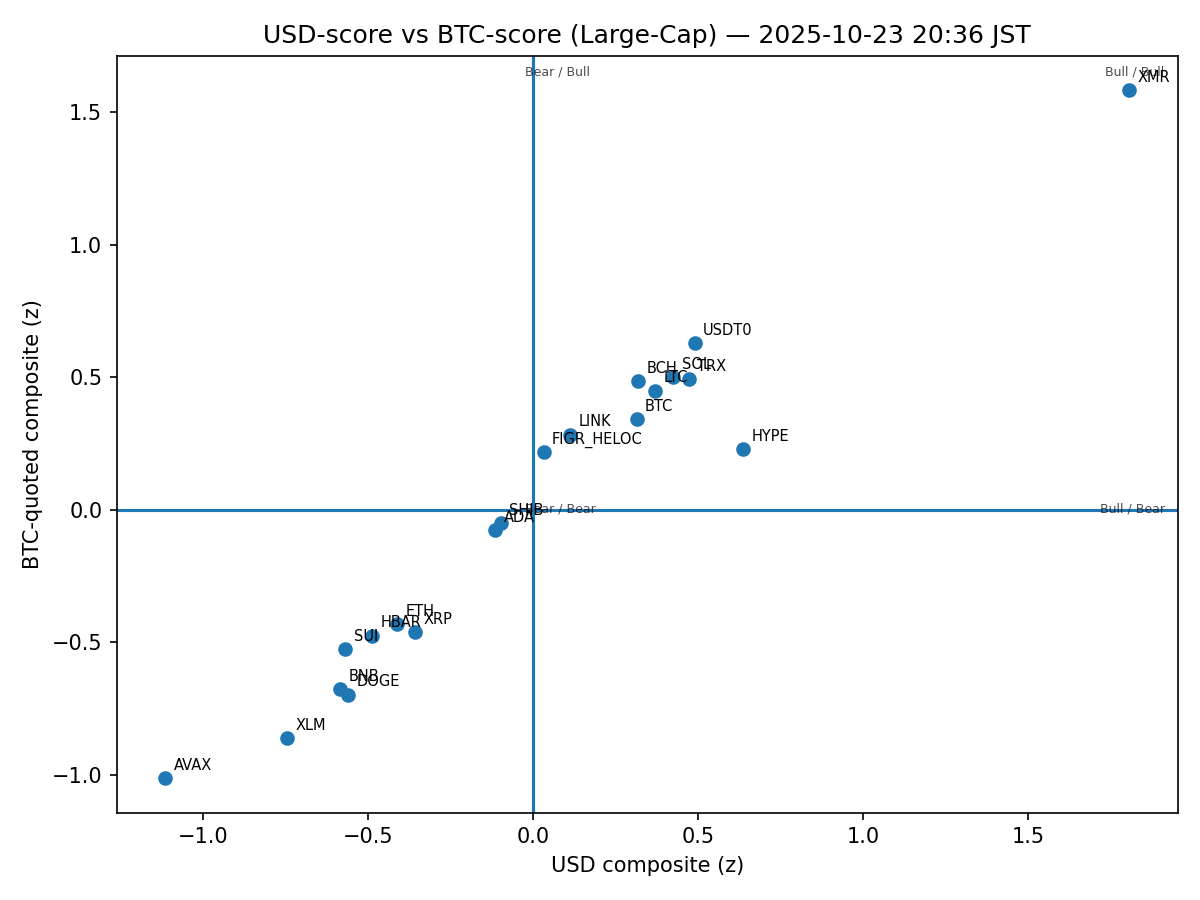 USD-score vs BTC-score (Large-Cap) — 2025-10-23 20:36 JST
Bear / Bull
Bull / Bull
XMR
1.5
1.0
USDT0
0.5
BCH
SOL
TRX
LTC
BTC
LINK
HYPE
FIGR_HELOC
0.0
SHIB
Bear / Bear
Bull / Bear
ADA
ETH
XRP
HBAR
−0.5
SUI
BNB
DOGE
XLM
AVAX
−1.0
−1.0
−0.5
0.0
0.5
1.0
1.5
USD composite (z)
BTC-quoted composite (z)